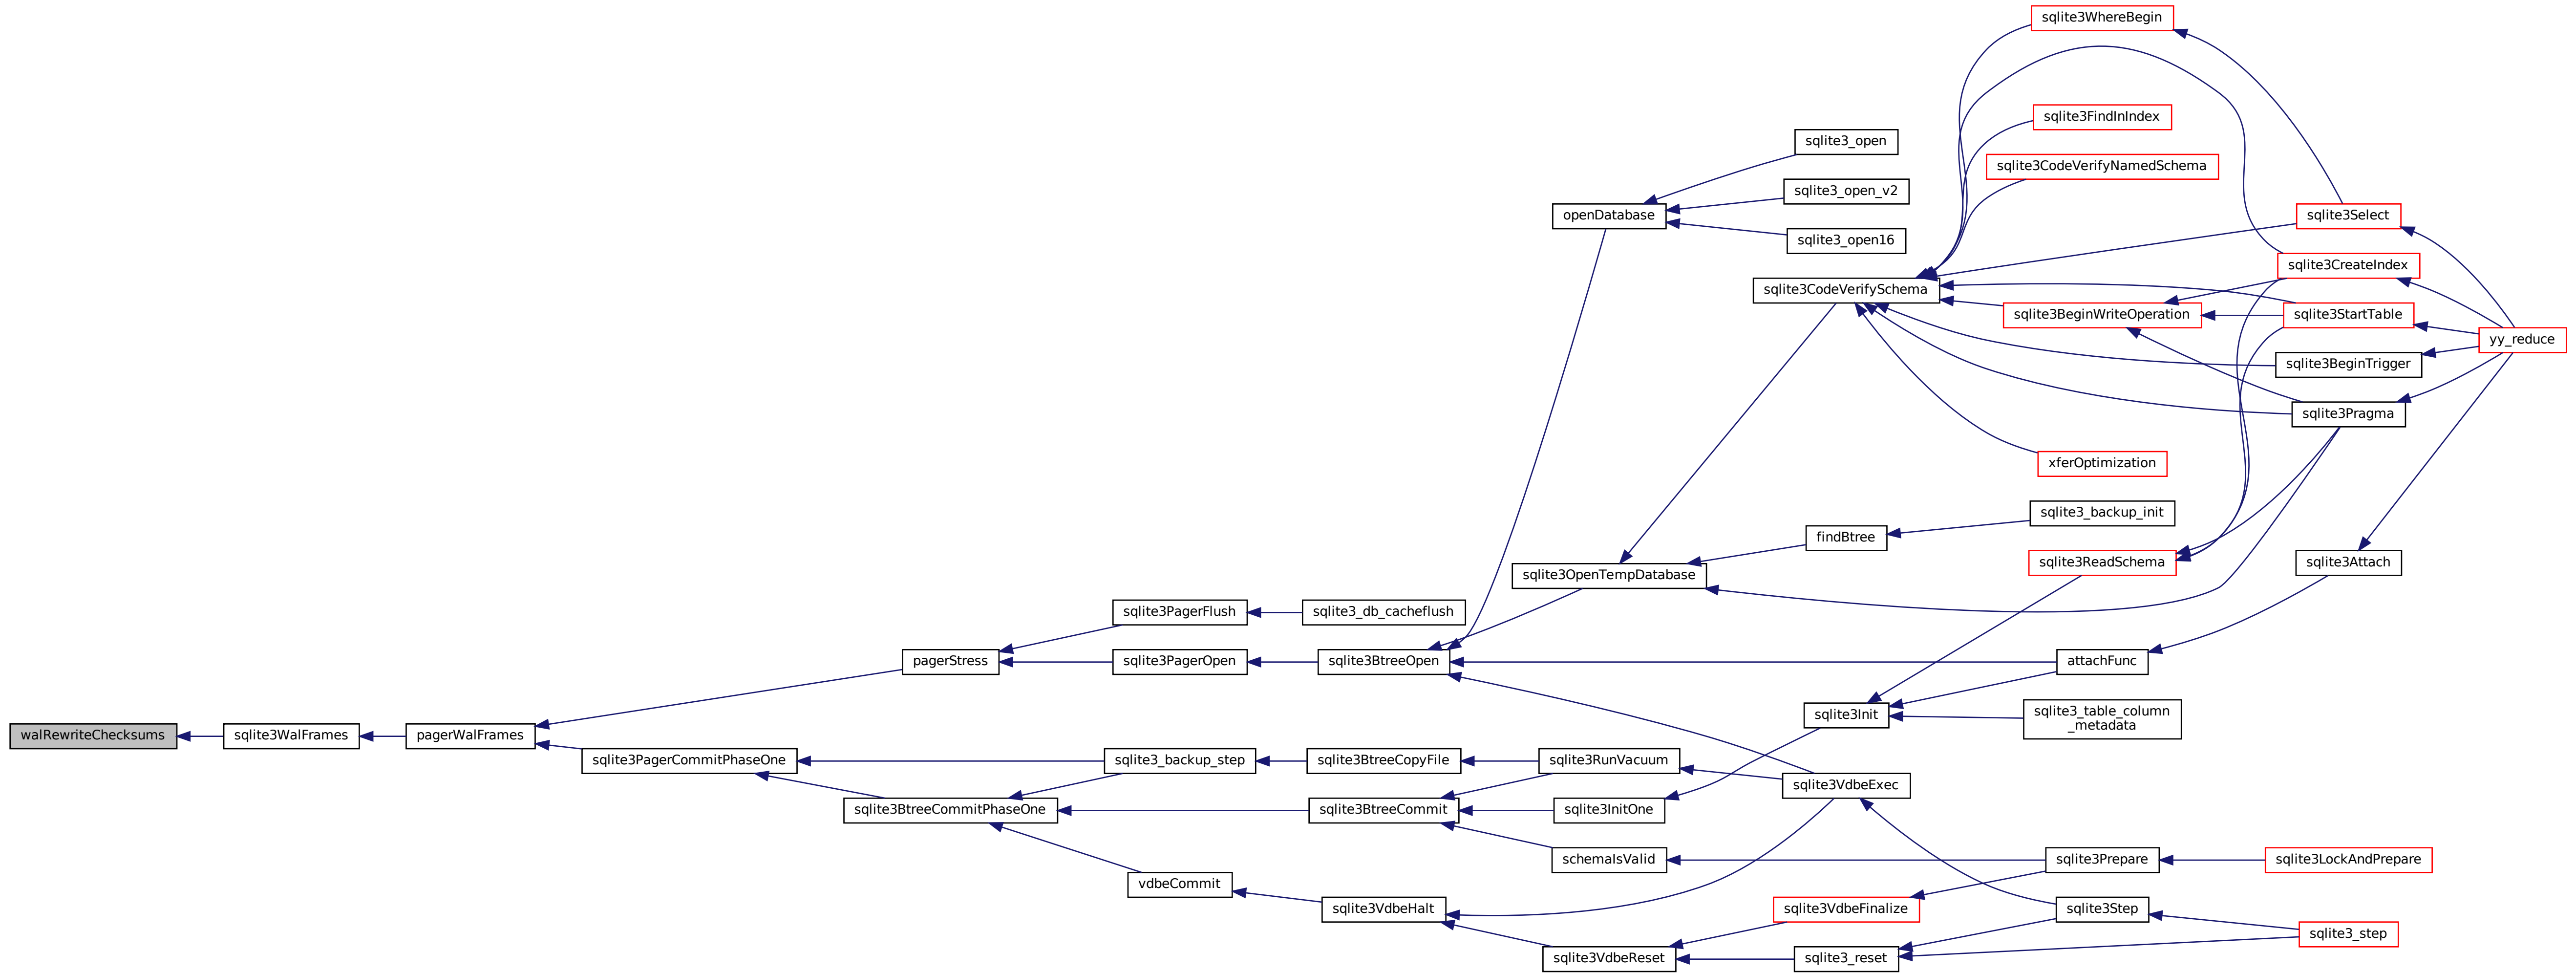 sqlite3WhereBegin
sqlite3FindInIndex
sqlite3_open
sqlite3CodeVerifyNamedSchema
sqlite3_open_v2
openDatabase
sqlite3Select
sqlite3_open16
sqlite3CreateIndex
sqlite3CodeVerifySchema
sqlite3BeginWriteOperation
sqlite3StartTable
yy_reduce
sqlite3BeginTrigger
sqlite3Pragma
xferOptimization
sqlite3_backup_init
findBtree
sqlite3ReadSchema
sqlite3Attach
sqlite3OpenTempDatabase
sqlite3PagerFlush
sqlite3_db_cacheflush
pagerStress
sqlite3PagerOpen
sqlite3BtreeOpen
attachFunc
sqlite3Init
sqlite3_table_column
_metadata
walRewriteChecksums
sqlite3WalFrames
pagerWalFrames
sqlite3PagerCommitPhaseOne
sqlite3_backup_step
sqlite3BtreeCopyFile
sqlite3RunVacuum
sqlite3VdbeExec
sqlite3BtreeCommitPhaseOne
sqlite3BtreeCommit
sqlite3InitOne
schemaIsValid
sqlite3Prepare
sqlite3LockAndPrepare
vdbeCommit
sqlite3VdbeHalt
sqlite3VdbeFinalize
sqlite3Step
sqlite3_step
sqlite3VdbeReset
sqlite3_reset